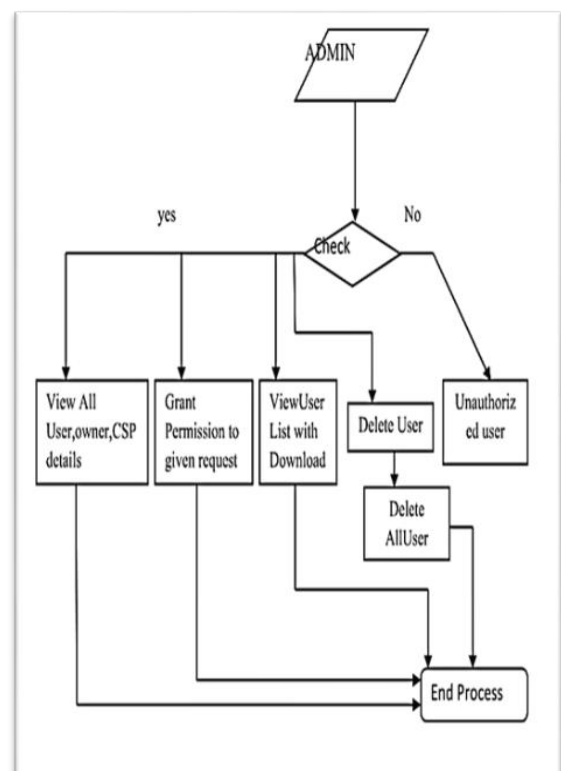 ADMIN
yes
No
Check
View All
User,owner,CSP
details
Grant
Permission to
given request
ViewUser
List with
Download
Delete User
Unauthoriz
ed user
Delete
AllUser
End Process